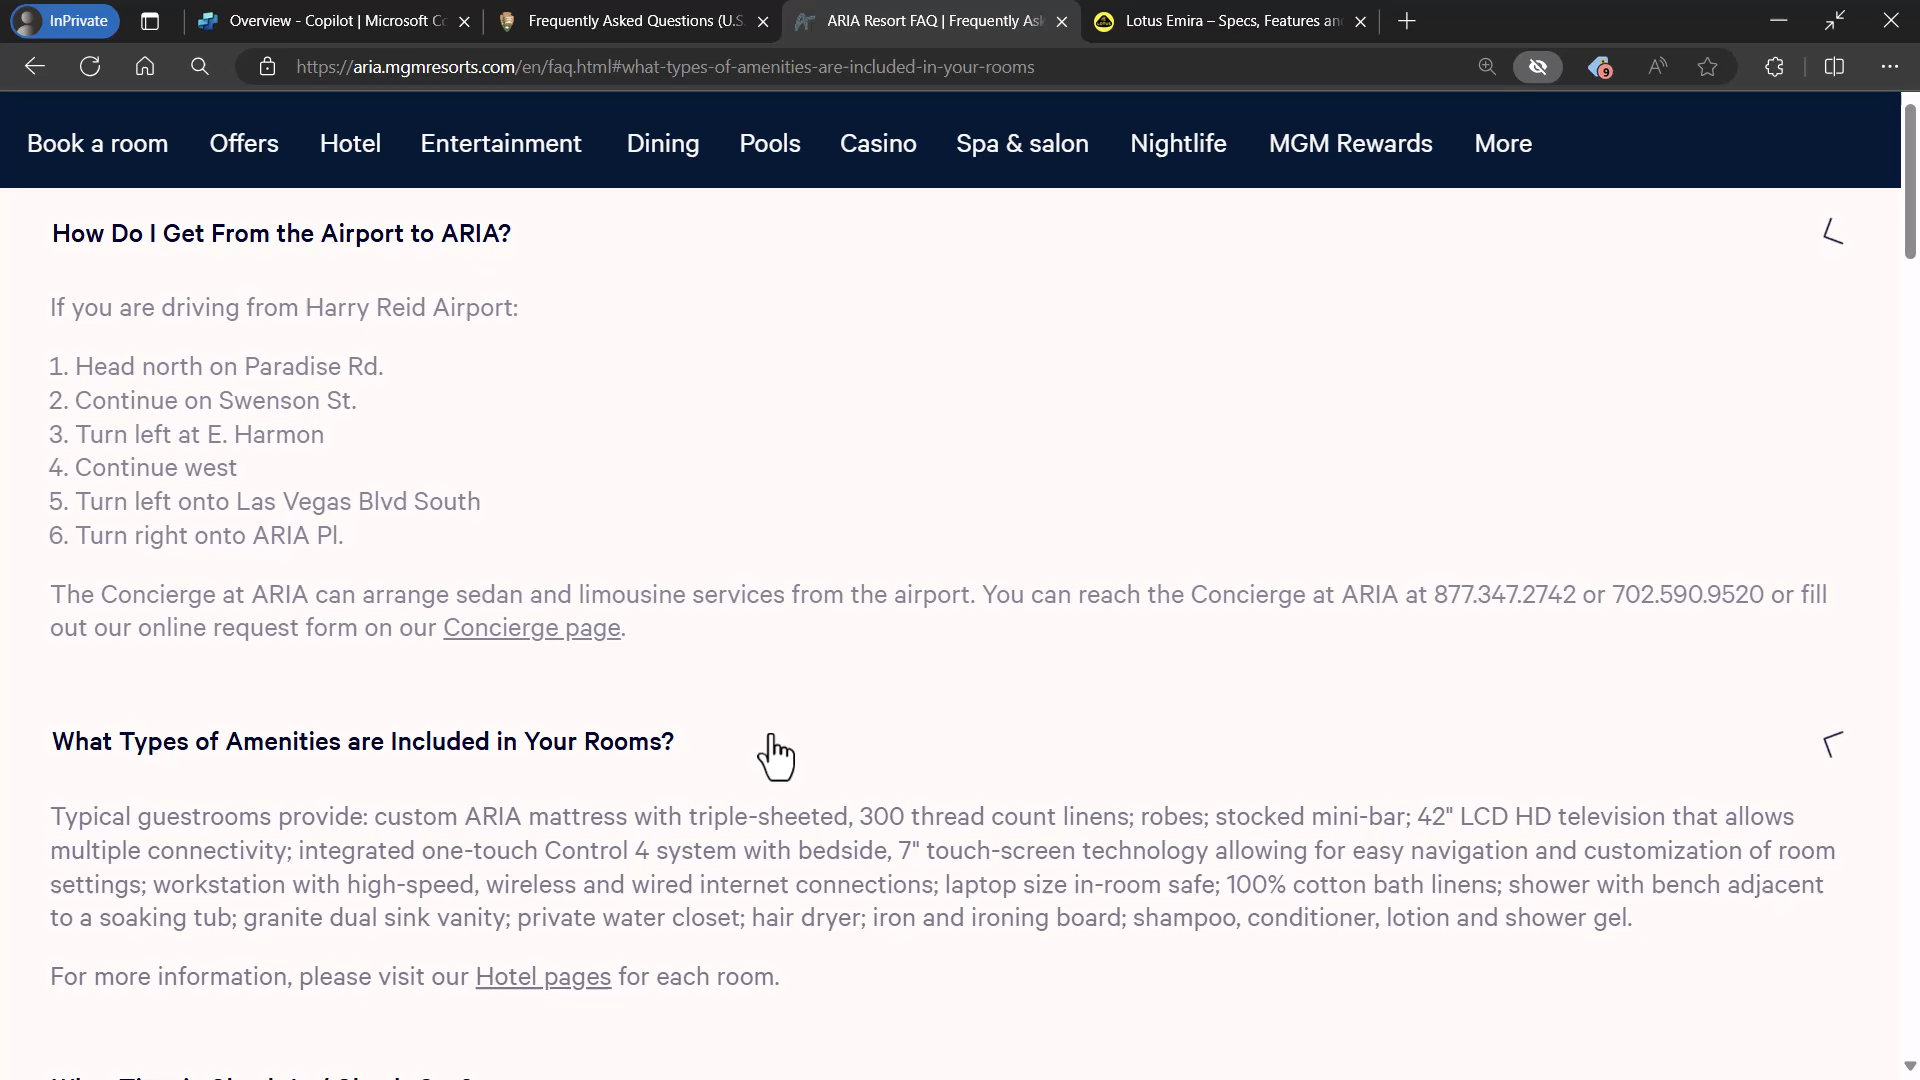 InPrivate
Overview - Copilot | Microsoft Co
Frequently Asked Questions (U.S.
ARIA Resort FAQ | Frequently Ask
Lotus Emira – Specs, Features an
https://aria.mgmresorts.com/en/faq.html#what-types-of-amenities-are-included-in-your-rooms
9
Book a room Offers Hotel Entertainment Dining Pools Casino Spa & salon Nightlife MGM Rewards More
How Do I Get From the Airport to ARIA?
If you are driving from Harry Reid Airport:
1. Head north on Paradise Rd.
2. Continue on Swenson St.
3. Turn left at E. Harmon
4. Continue west
5. Turn left onto Las Vegas Blvd South
6. Turn right onto ARIA Pl.
The Concierge at ARIA can arrange sedan and limousine services from the airport. You can reach the Concierge at ARIA at 877.347.2742 or 702.590.9520 or fill
out our online request form on our Concierge page.
What Types of Amenities are Included in Your Rooms?
Typical guestrooms provide: custom ARIA mattress with triple-sheeted, 300 thread count linens; robes; stocked mini-bar; 42" LCD HD television that allows
multiple connectivity; integrated one-touch Control 4 system with bedside, 7" touch-screen technology allowing for easy navigation and customization of room
settings; workstation with high-speed, wireless and wired internet connections; laptop size in-room safe; 100% cotton bath linens; shower with bench adjacent
to a soaking tub; granite dual sink vanity; private water closet; hair dryer; iron and ironing board; shampoo, conditioner, lotion and shower gel.
For more information, please visit our Hotel pages for each room.